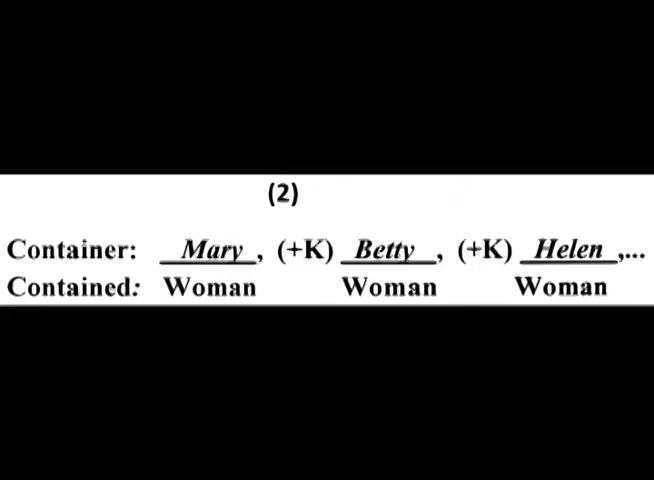 (2)
Container: Mary, (+K) Betty, (+K) Helen,...
Contained: Woman Woman Woman